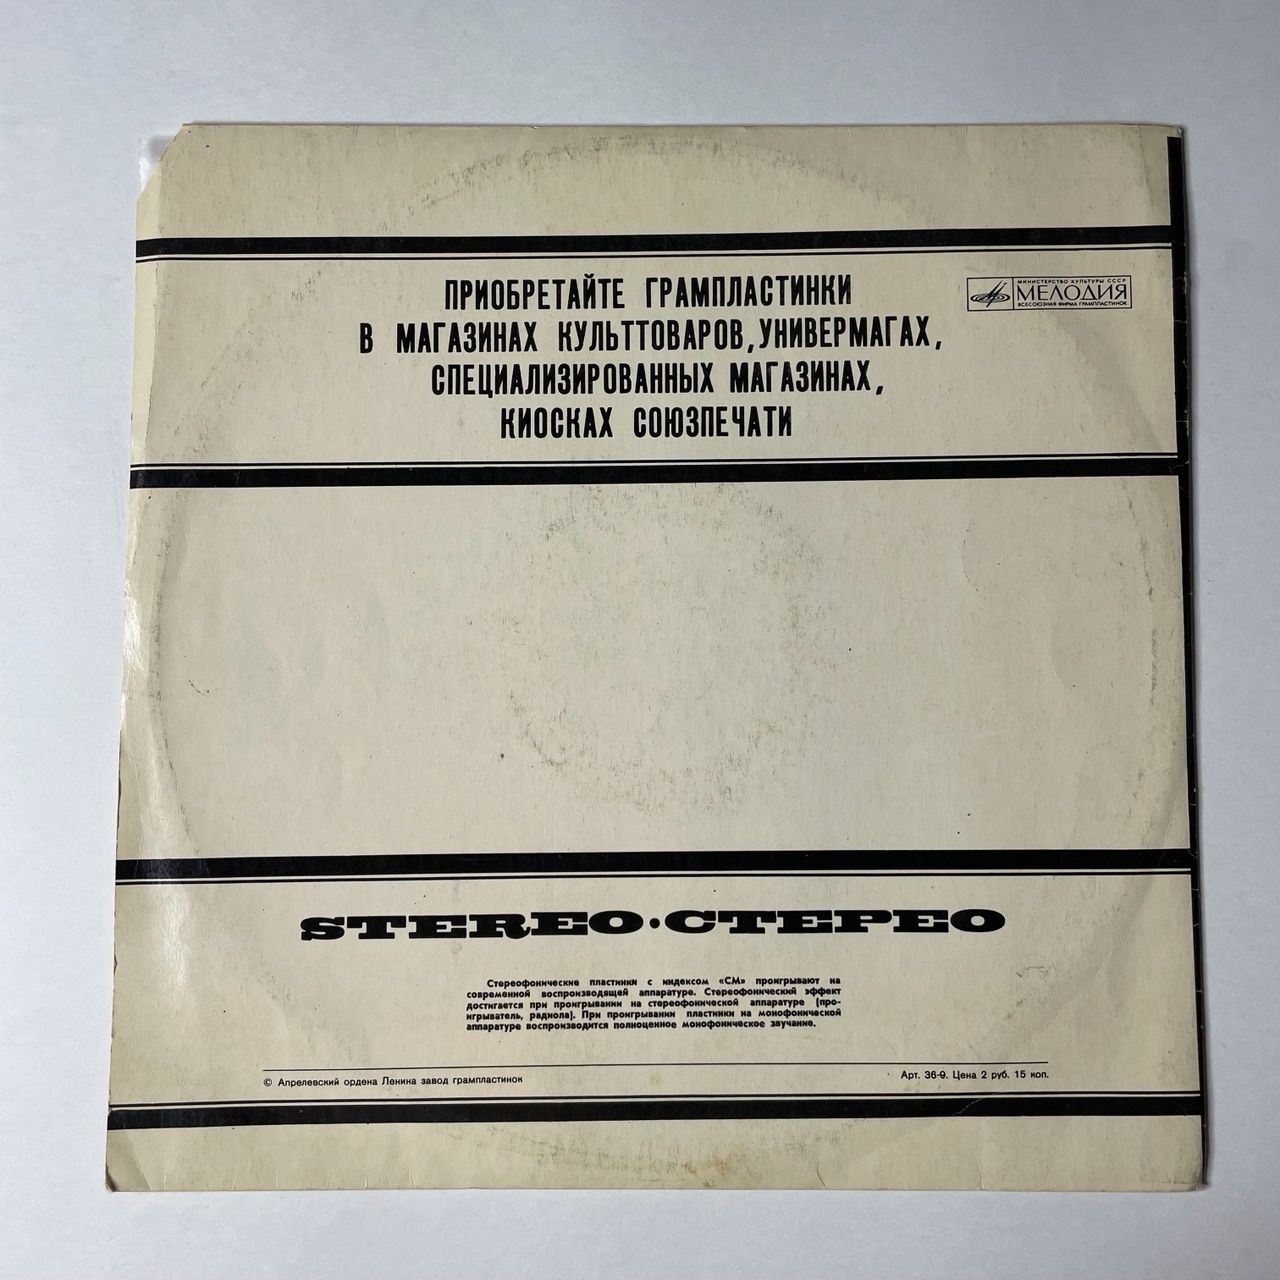 ПРИОБРЕТАЙТЕ ГРАМПЛАСТИНКИ
В МАГАЗИНАХ КУЛЬТТОВАРОВ, УНИВЕРМАГАХ,
СПЕЦИАЛИЗИРОВАННЫХ МАГАЗИНАХ,
КИОСКАХ СОЮЗПЕЧАТИ
МИНИСТЕРСТВО КУЛЬТУРЫ СССР
МЕЛОДИЯ
ВСЕСОЮЗНАЯ ФИРМА ГРАМПЛАСТИНОК
STEREO·СТЕРЕО
Стереофонические пластинки с индексом «СМ» проигрывают на
современной воспроизводящей аппаратуре. Стереофонический эффект
достигается при проигрывании на стереофонической аппаратуре (про-
игрыватель, радиола). При проигрывании пластинки на монофонической
аппаратуре воспроизводится полноценное монофоническое звучание.
© Апрелевский ордена Ленина завод грампластинок
Арт. 36-9. Цена 2 руб. 15 коп.